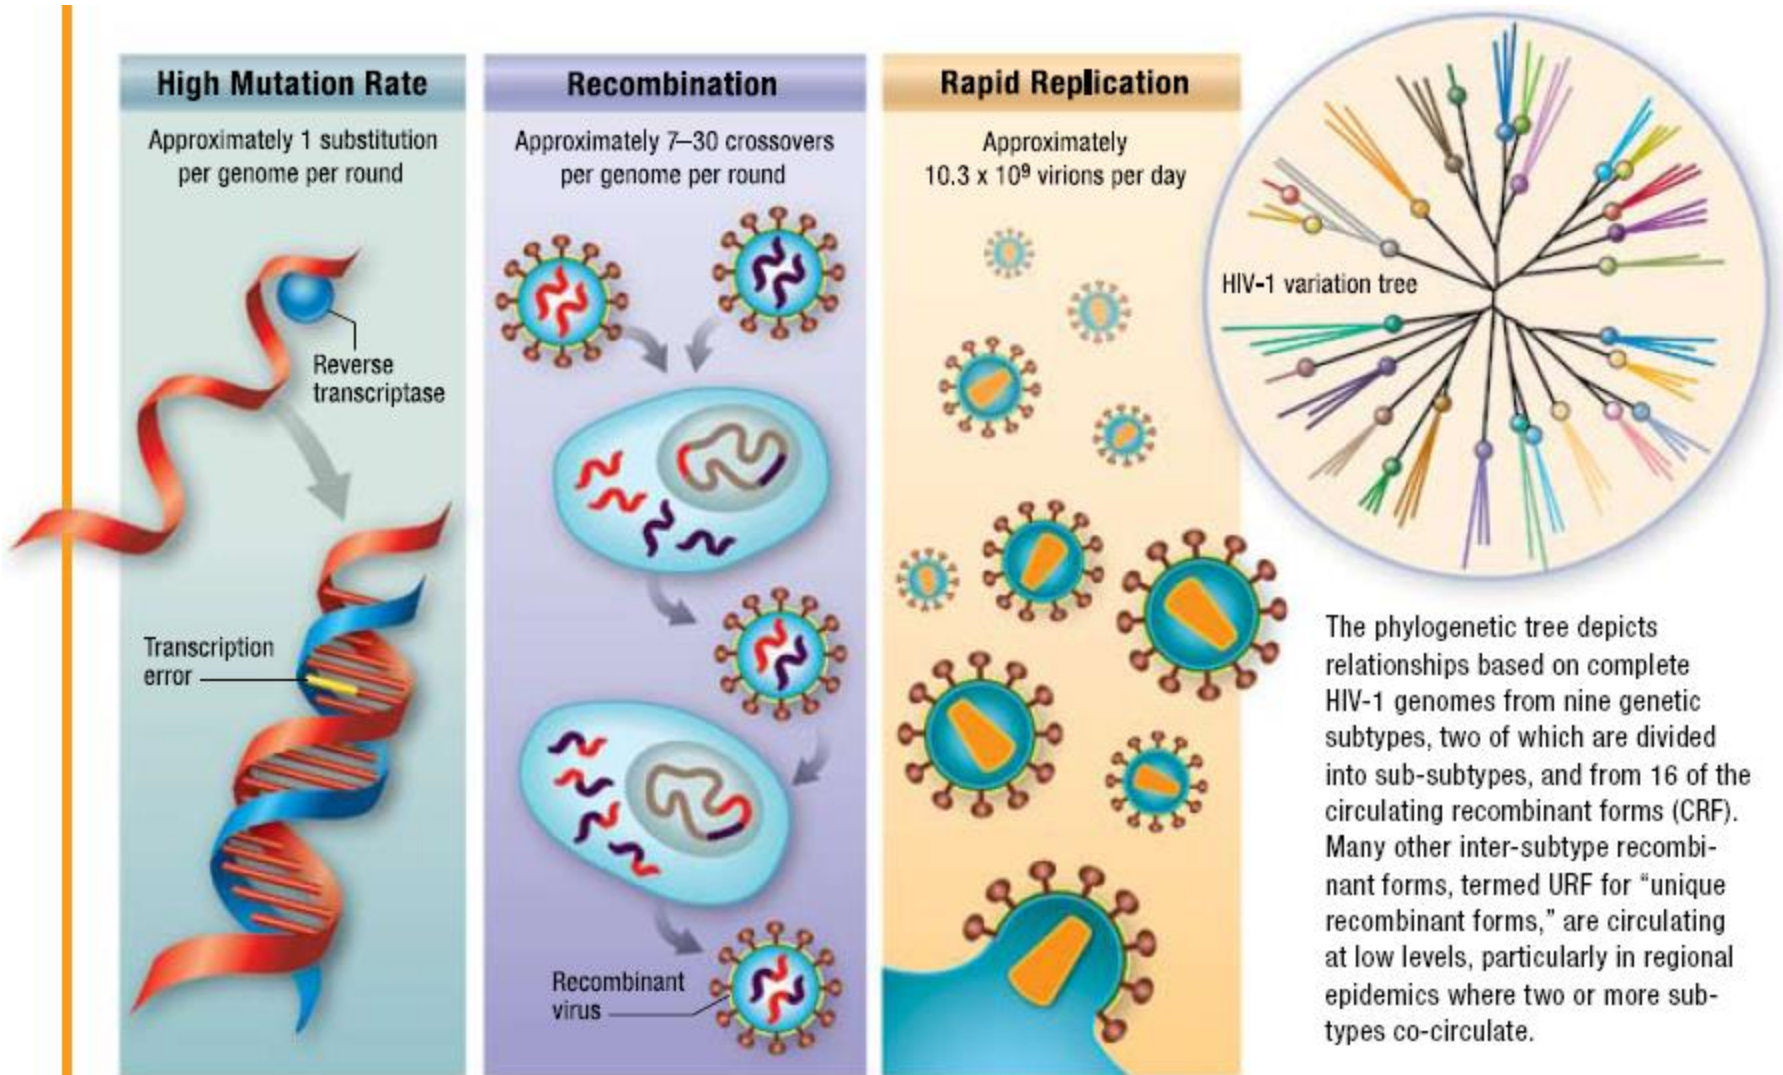 High Mutation Rate
Approximately 1 substitution
per genome per round
Reverse
transcriptase
Transcription
error
Recombination
Approximately 7–30 crossovers
per genome per round
Recombinant
virus
Rapid Replication
Approximately
10.3 x 10⁹ virions per day
HIV-1 variation tree
The phylogenetic tree depicts
relationships based on complete
HIV-1 genomes from nine genetic
subtypes, two of which are divided
into sub-subtypes, and from 16 of the
circulating recombinant forms (CRF).
Many other inter-subtype recombi-
nant forms, termed URF for “unique
recombinant forms,” are circulating
at low levels, particularly in regional
epidemics where two or more sub-
types co-circulate.